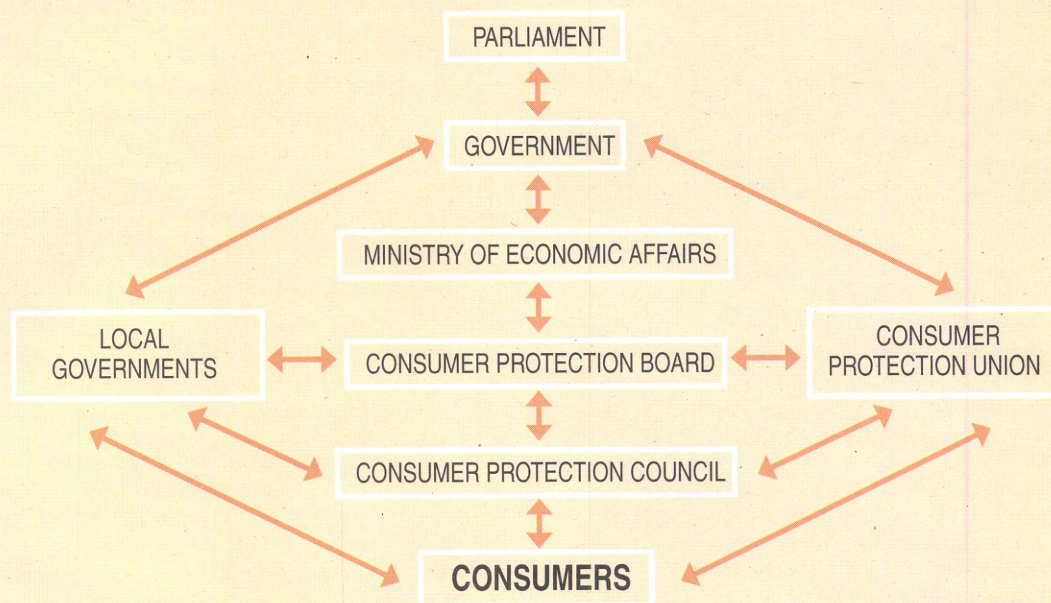 PARLIAMENT
GOVERNMENT
MINISTRY OF ECONOMIC AFFAIRS
LOCAL
GOVERNMENTS
CONSUMER PROTECTION BOARD
CONSUMER
PROTECTION UNION
CONSUMER PROTECTION COUNCIL
CONSUMERS